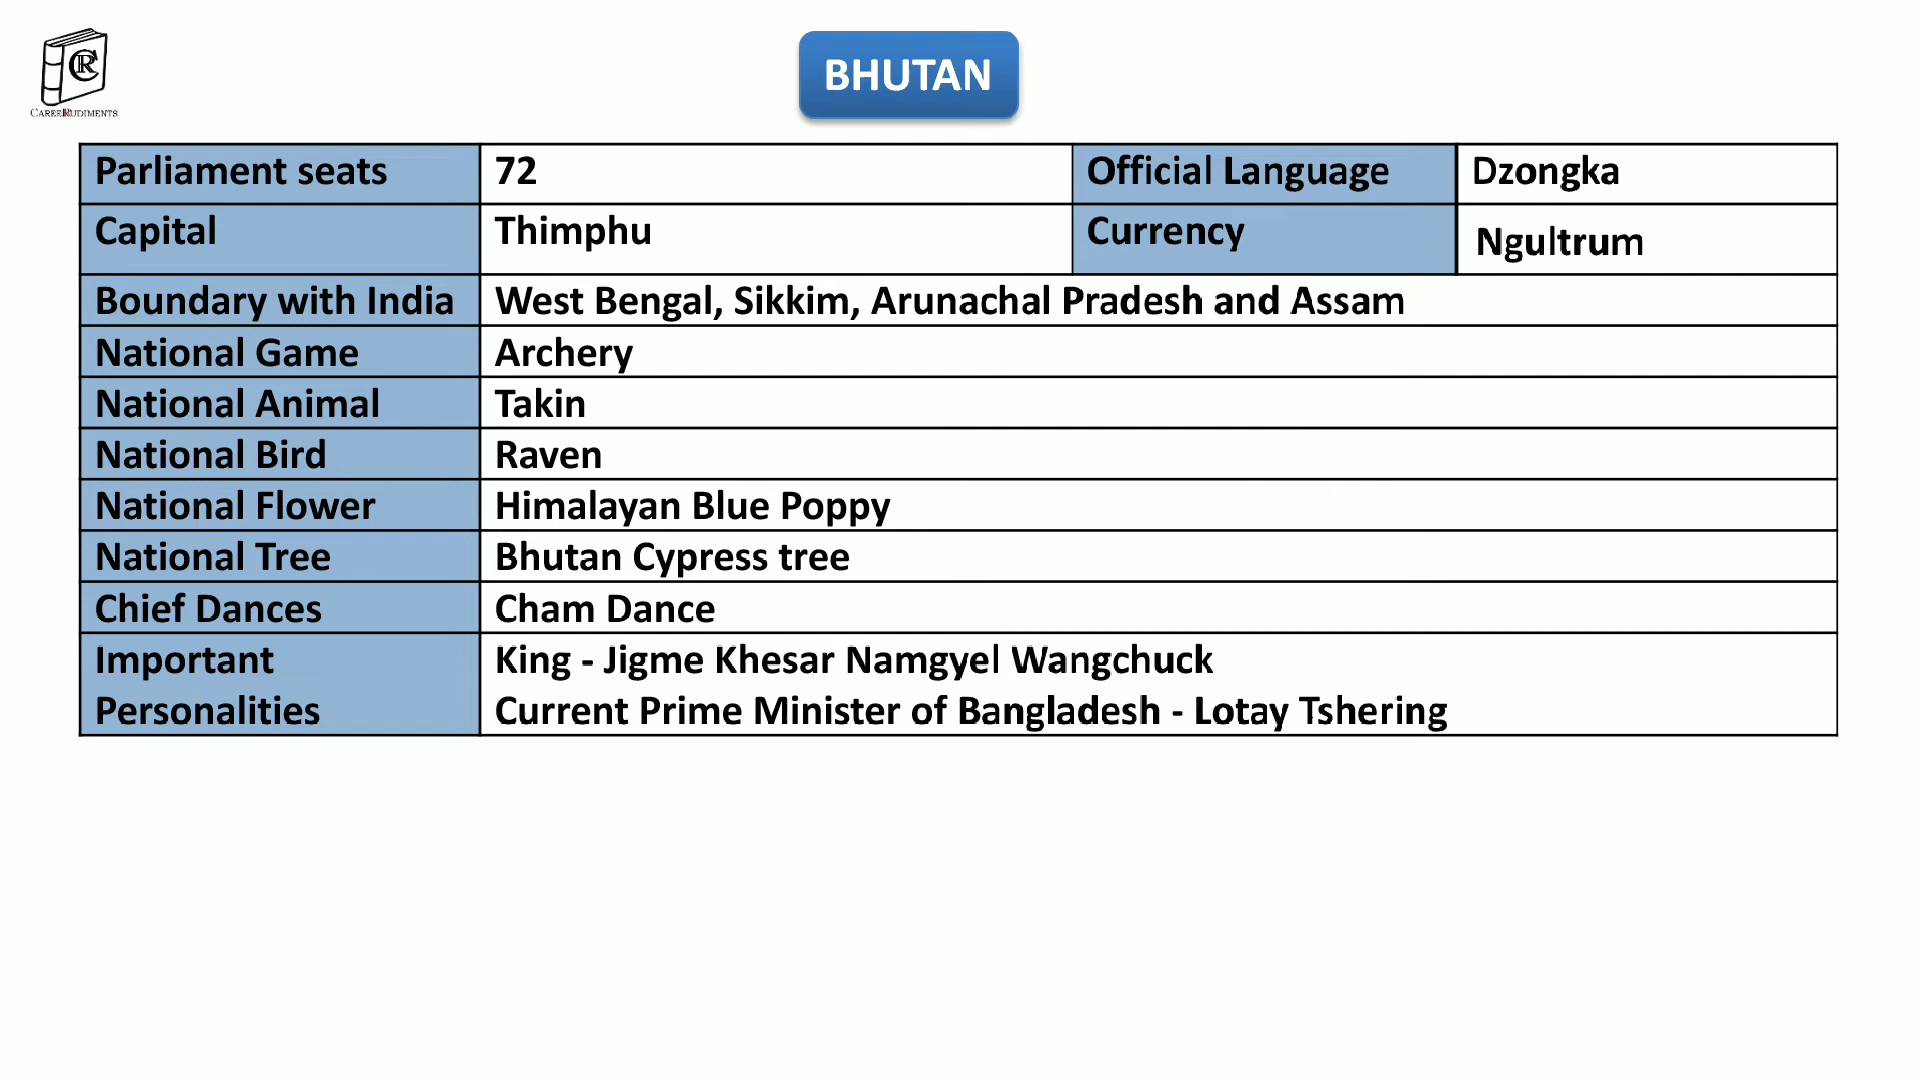 CR
CAREERUDIMENTS
BHUTAN
Parliament seats 72 Official Language Dzongka
Capital Thimphu Currency Ngultrum
Boundary with India West Bengal, Sikkim, Arunachal Pradesh and Assam
National Game Archery
National Animal Takin
National Bird Raven
National Flower Himalayan Blue Poppy
National Tree Bhutan Cypress tree
Chief Dances Cham Dance
Important King - Jigme Khesar Namgyel Wangchuck
Personalities Current Prime Minister of Bangladesh - Lotay Tshering